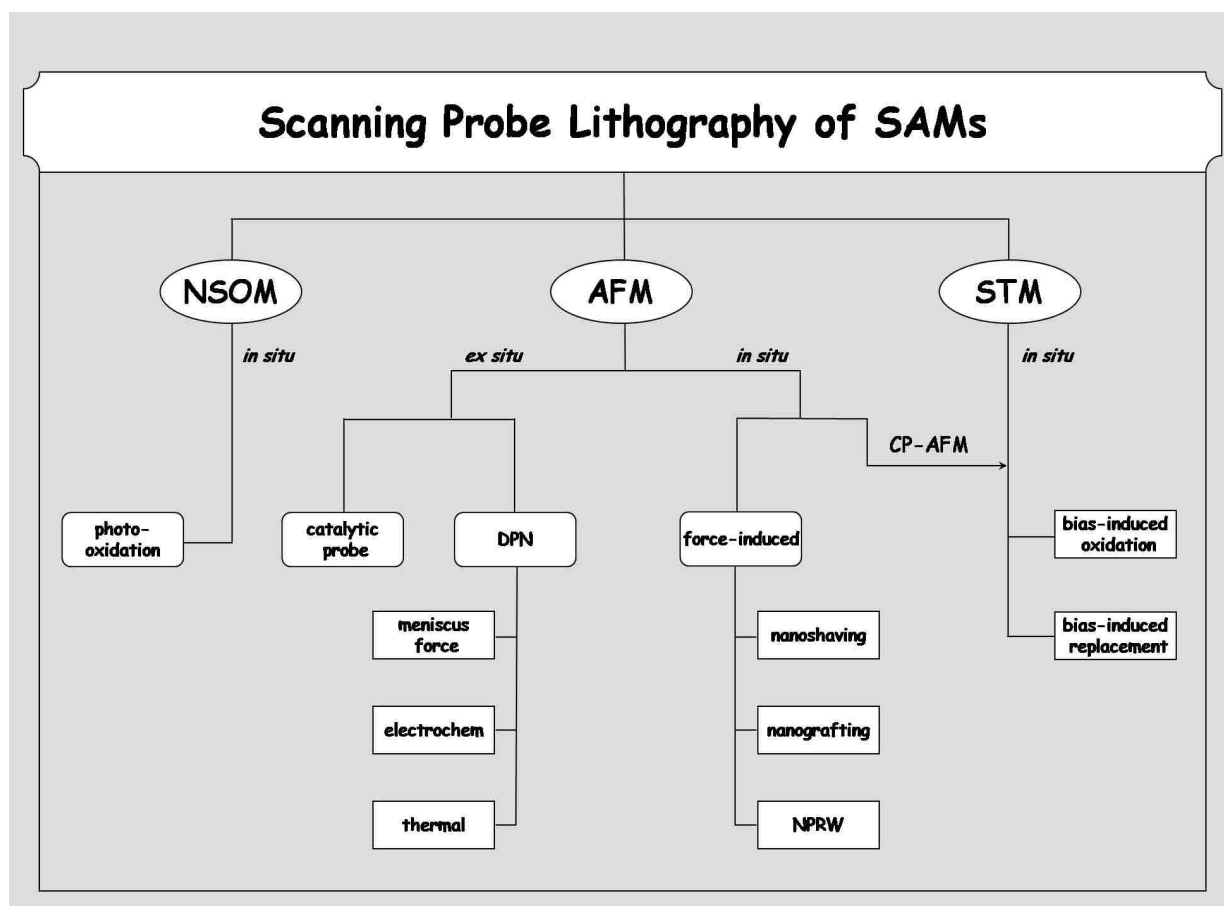 Scanning Probe Lithography of SAMs
NSOM
AFM
STM
in situ
ex situ
in situ
in situ
CP-AFM
photo-
oxidation
catalytic
probe
DPN
force-induced
bias-induced
oxidation
meniscus
force
nanoshaving
bias-induced
replacement
electrochem
nanografting
thermal
NPRW